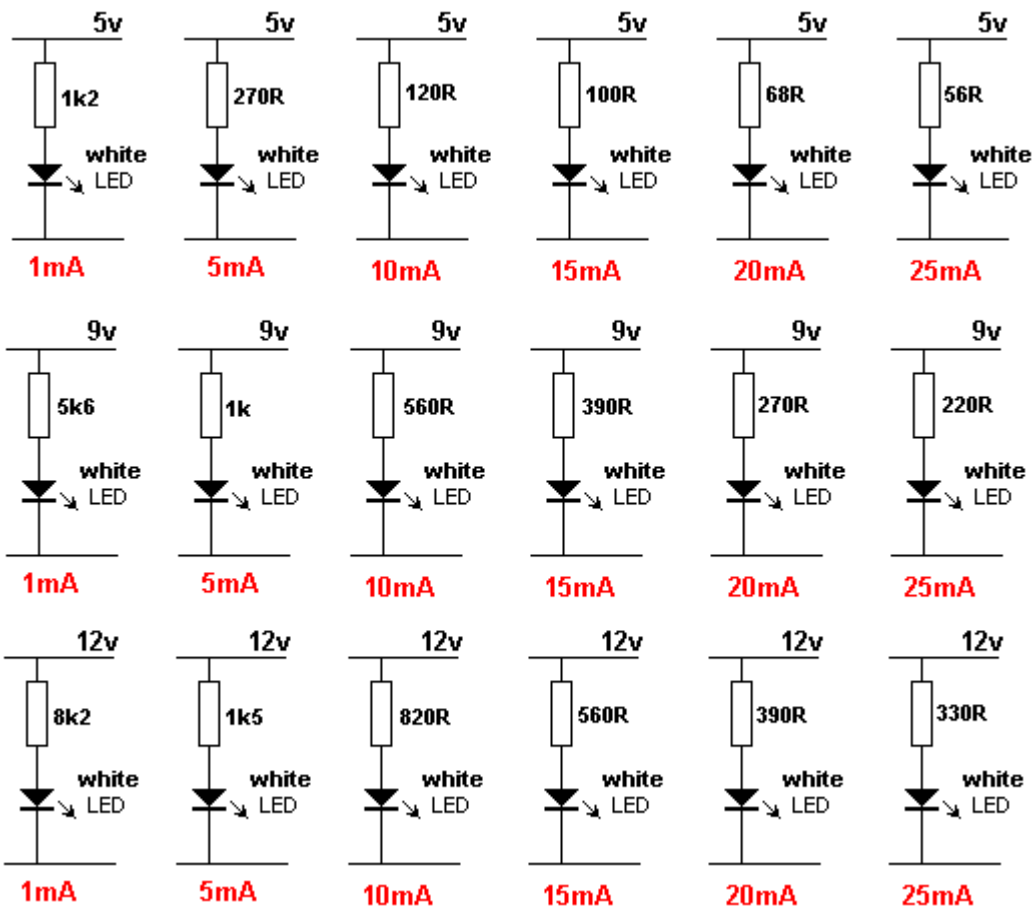 5v 5v 5v 5v 5v 5v
1k2 270R 120R 100R 68R 56R
white white white white white white
LED LED LED LED LED LED
1mA 5mA 10mA 15mA 20mA 25mA
9v 9v 9v 9v 9v 9v
5k6 1k 560R 390R 270R 220R
white white white white white white
LED LED LED LED LED LED
1mA 5mA 10mA 15mA 20mA 25mA
12v 12v 12v 12v 12v 12v
8k2 1k5 820R 560R 390R 330R
white white white white white white
LED LED LED LED LED LED
1mA 5mA 10mA 15mA 20mA 25mA